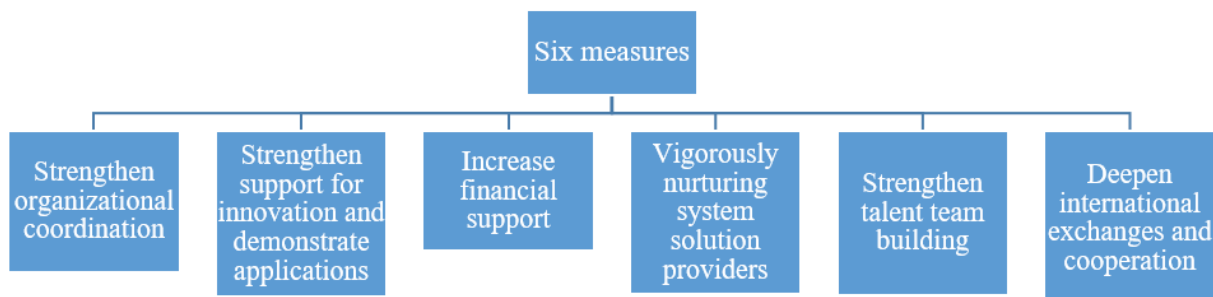 Six measures
Strengthen
organizational
coordination
Strengthen
support for
innovation and
demonstrate
applications
Increase
financial
support
Vigorously
nurturing
system
solution
providers
Strengthen
talent team
building
Deepen
international
exchanges and
cooperation